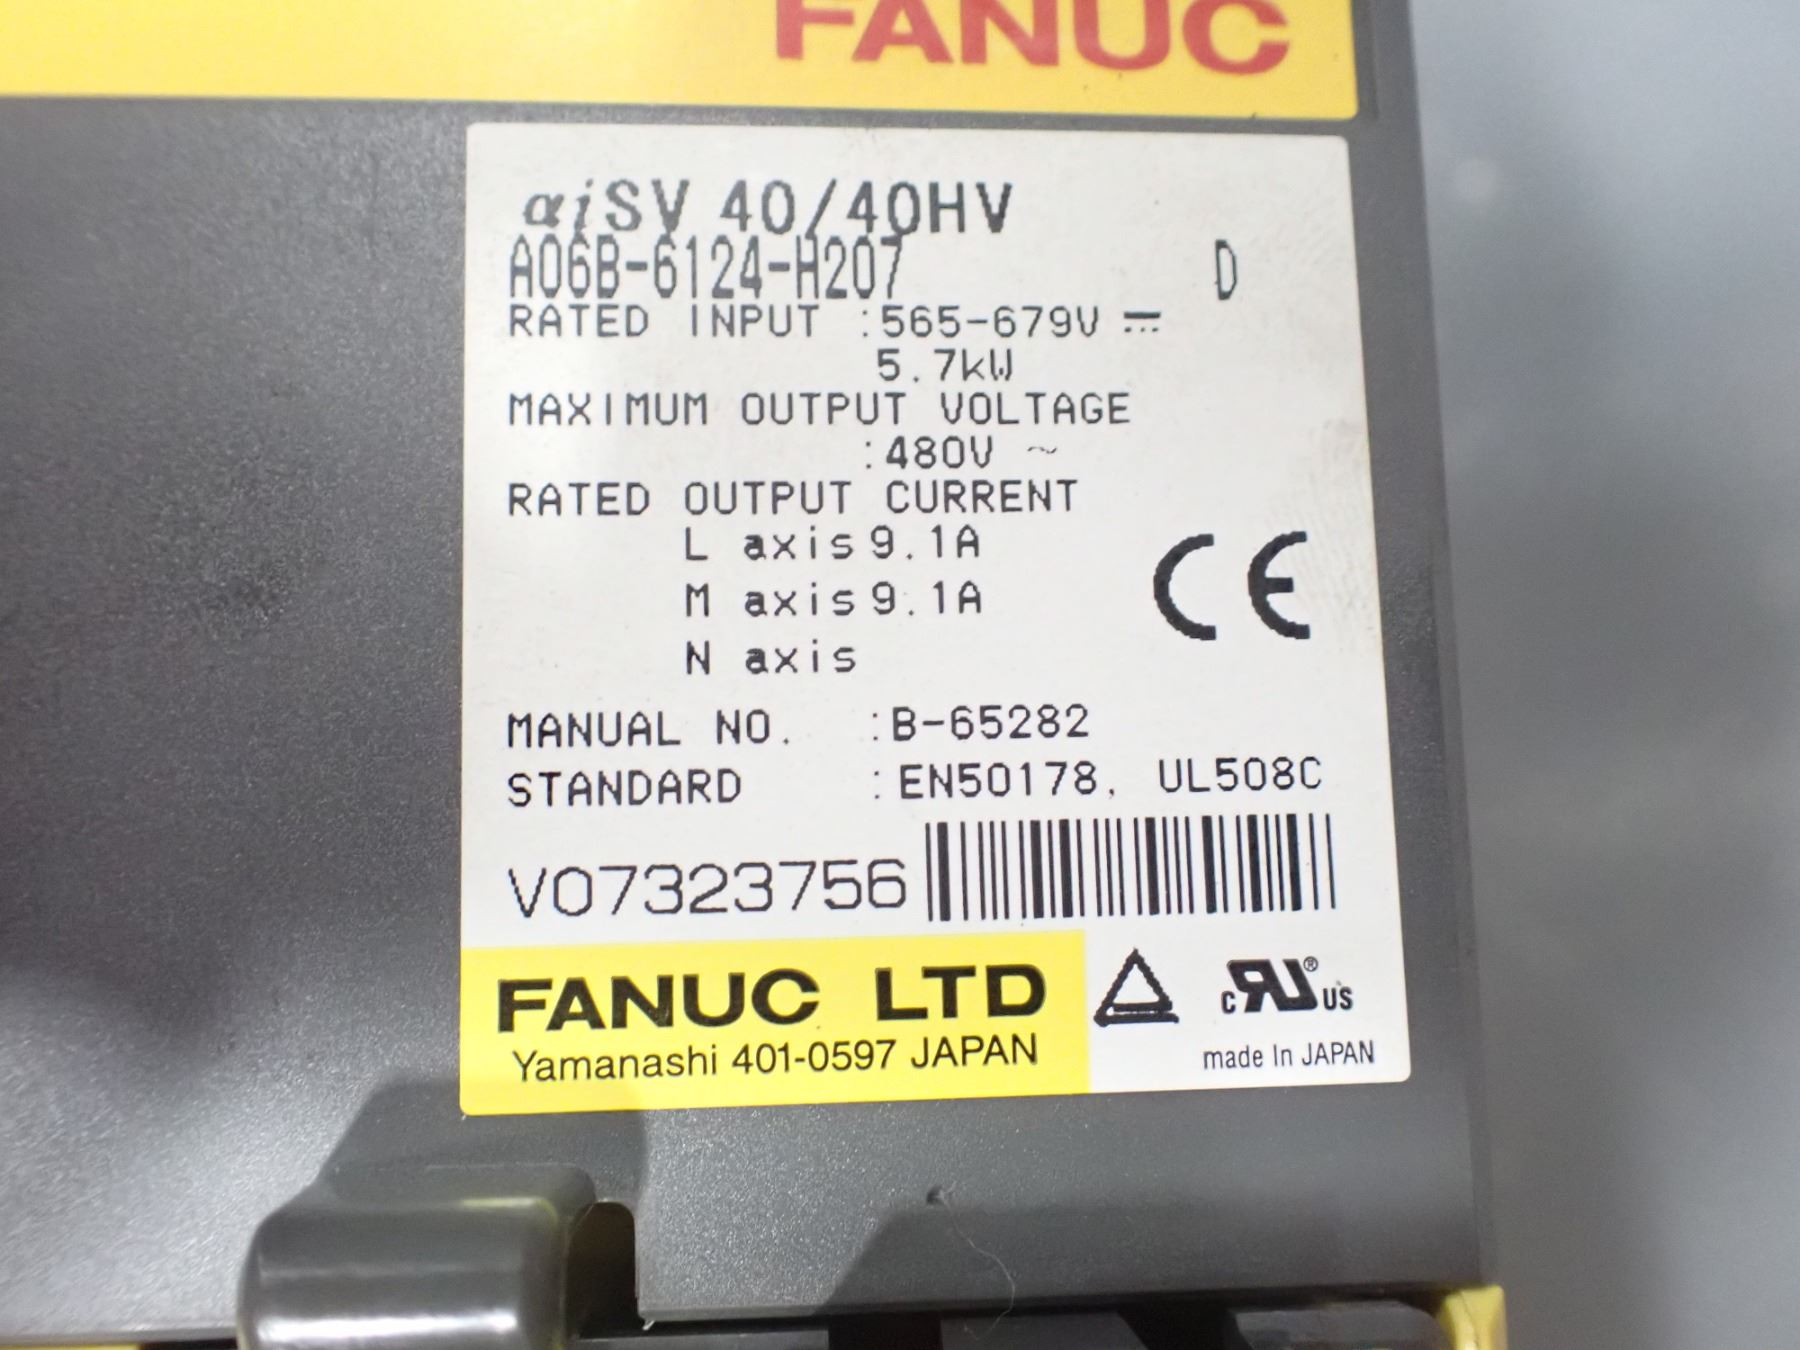 FANUC
αiSV 40/40HV
A06B-6124-H207 D
RATED INPUT :565-679V ⎓
5.7kW
MAXIMUM OUTPUT VOLTAGE
:480V ~
RATED OUTPUT CURRENT
L axis 9.1A
M axis 9.1A
N axis
CE
MANUAL NO. :B-65282
STANDARD :EN50178, UL508C
V07323756
FANUC LTD
Yamanashi 401-0597 JAPAN
c RU ® US
made In JAPAN